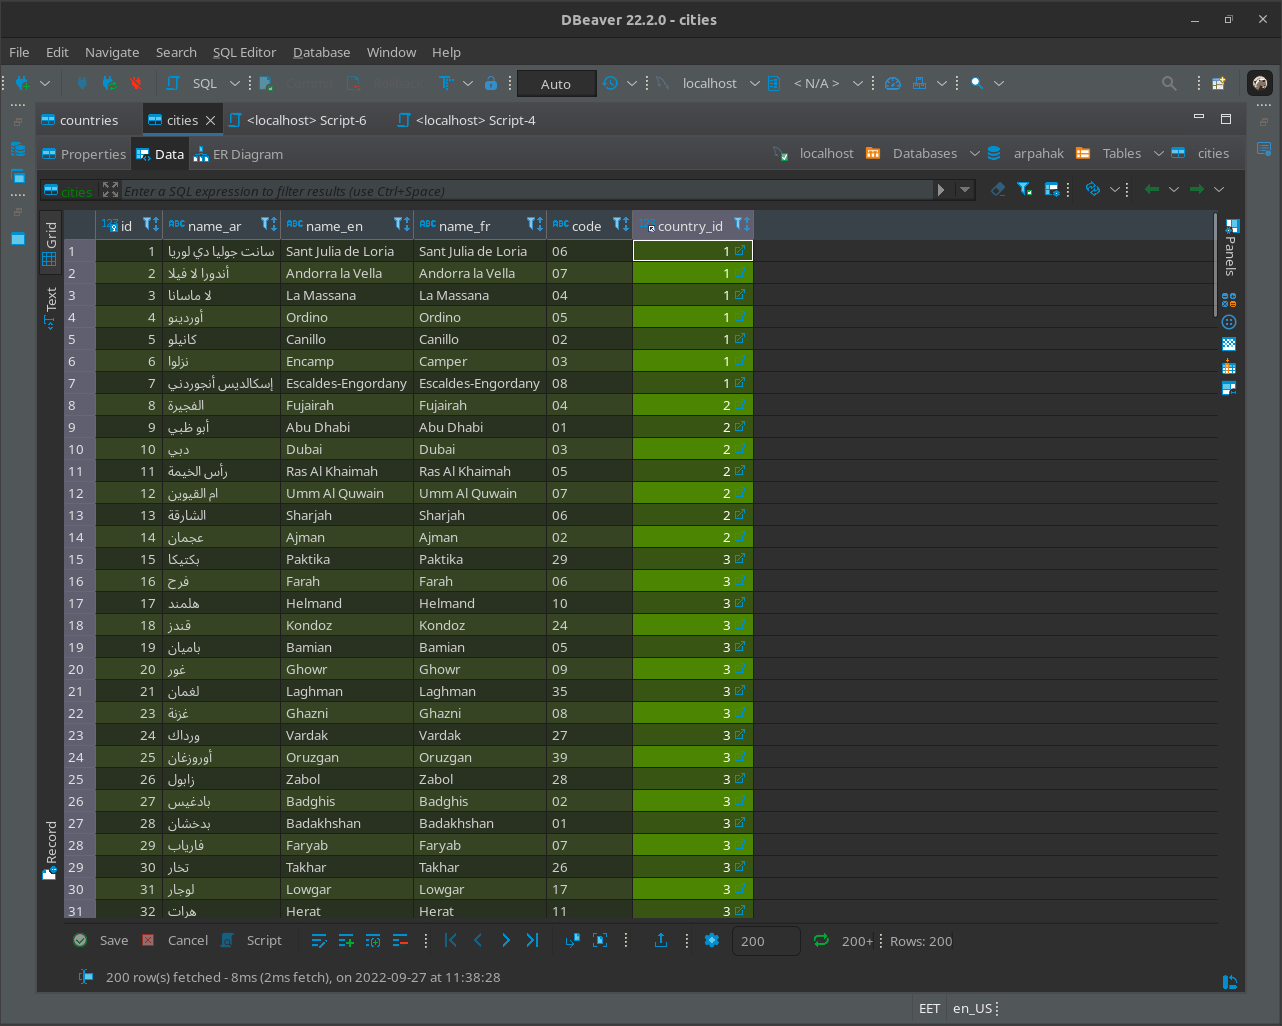 DBeaver 22.2.0 - cities
File Edit Navigate Search SQL Editor Database Window Help
SQL Auto localhost < N/A >
countries cities <localhost> Script-6 <localhost> Script-4
Properties Data ER Diagram localhost Databases arpahak Tables cities
cities Enter a SQL expression to filter results (use Ctrl+Space)
Grid
Text
Record
Panels
123 id ABC name_ar ABC name_en ABC name_fr ABC code 123 country_id
1 1 سانت جوليا دي لوريا Sant Julia de Loria Sant Julia de Loria 06 1
2 2 أندورا لا فيلا Andorra la Vella Andorra la Vella 07 1
3 3 لا ماسانا La Massana La Massana 04 1
4 4 أوردينو Ordino Ordino 05 1
5 5 كانيلو Canillo Canillo 02 1
6 6 نزلوا Encamp Camper 03 1
7 7 إسكالديس أنجوردني Escaldes-Engordany Escaldes-Engordany 08 1
8 8 الفجيرة Fujairah Fujairah 04 2
9 9 أبو ظبي Abu Dhabi Abu Dhabi 01 2
10 10 دبي Dubai Dubai 03 2
11 11 رأس الخيمة Ras Al Khaimah Ras Al Khaimah 05 2
12 12 ام القيوين Umm Al Quwain Umm Al Quwain 07 2
13 13 الشارقة Sharjah Sharjah 06 2
14 14 عجمان Ajman Ajman 02 2
15 15 بكتيكا Paktika Paktika 29 3
16 16 فرح Farah Farah 06 3
17 17 هلمند Helmand Helmand 10 3
18 18 قندز Kondoz Kondoz 24 3
19 19 باميان Bamian Bamian 05 3
20 20 غور Ghowr Ghowr 09 3
21 21 لغمان Laghman Laghman 35 3
22 23 غزنة Ghazni Ghazni 08 3
23 24 ورداك Vardak Vardak 27 3
24 25 أوروزغان Oruzgan Oruzgan 39 3
25 26 زابول Zabol Zabol 28 3
26 27 بادغيس Badghis Badghis 02 3
27 28 بدخشان Badakhshan Badakhshan 01 3
28 29 فارياب Faryab Faryab 07 3
29 30 تخار Takhar Takhar 26 3
30 31 لوجار Lowgar Lowgar 17 3
31 32 هرات Herat Herat 11 3
Save Cancel Script 200 200+ Rows: 200
200 row(s) fetched - 8ms (2ms fetch), on 2022-09-27 at 11:38:28
EET en_US